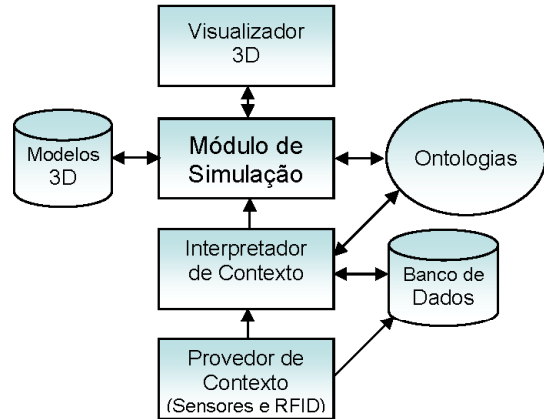 Visualizador
3D
Modelos
3D
Módulo de
Simulação
Ontologias
Interpretador
de Contexto
Banco de
Dados
Provedor de
Contexto
(Sensores e RFID)